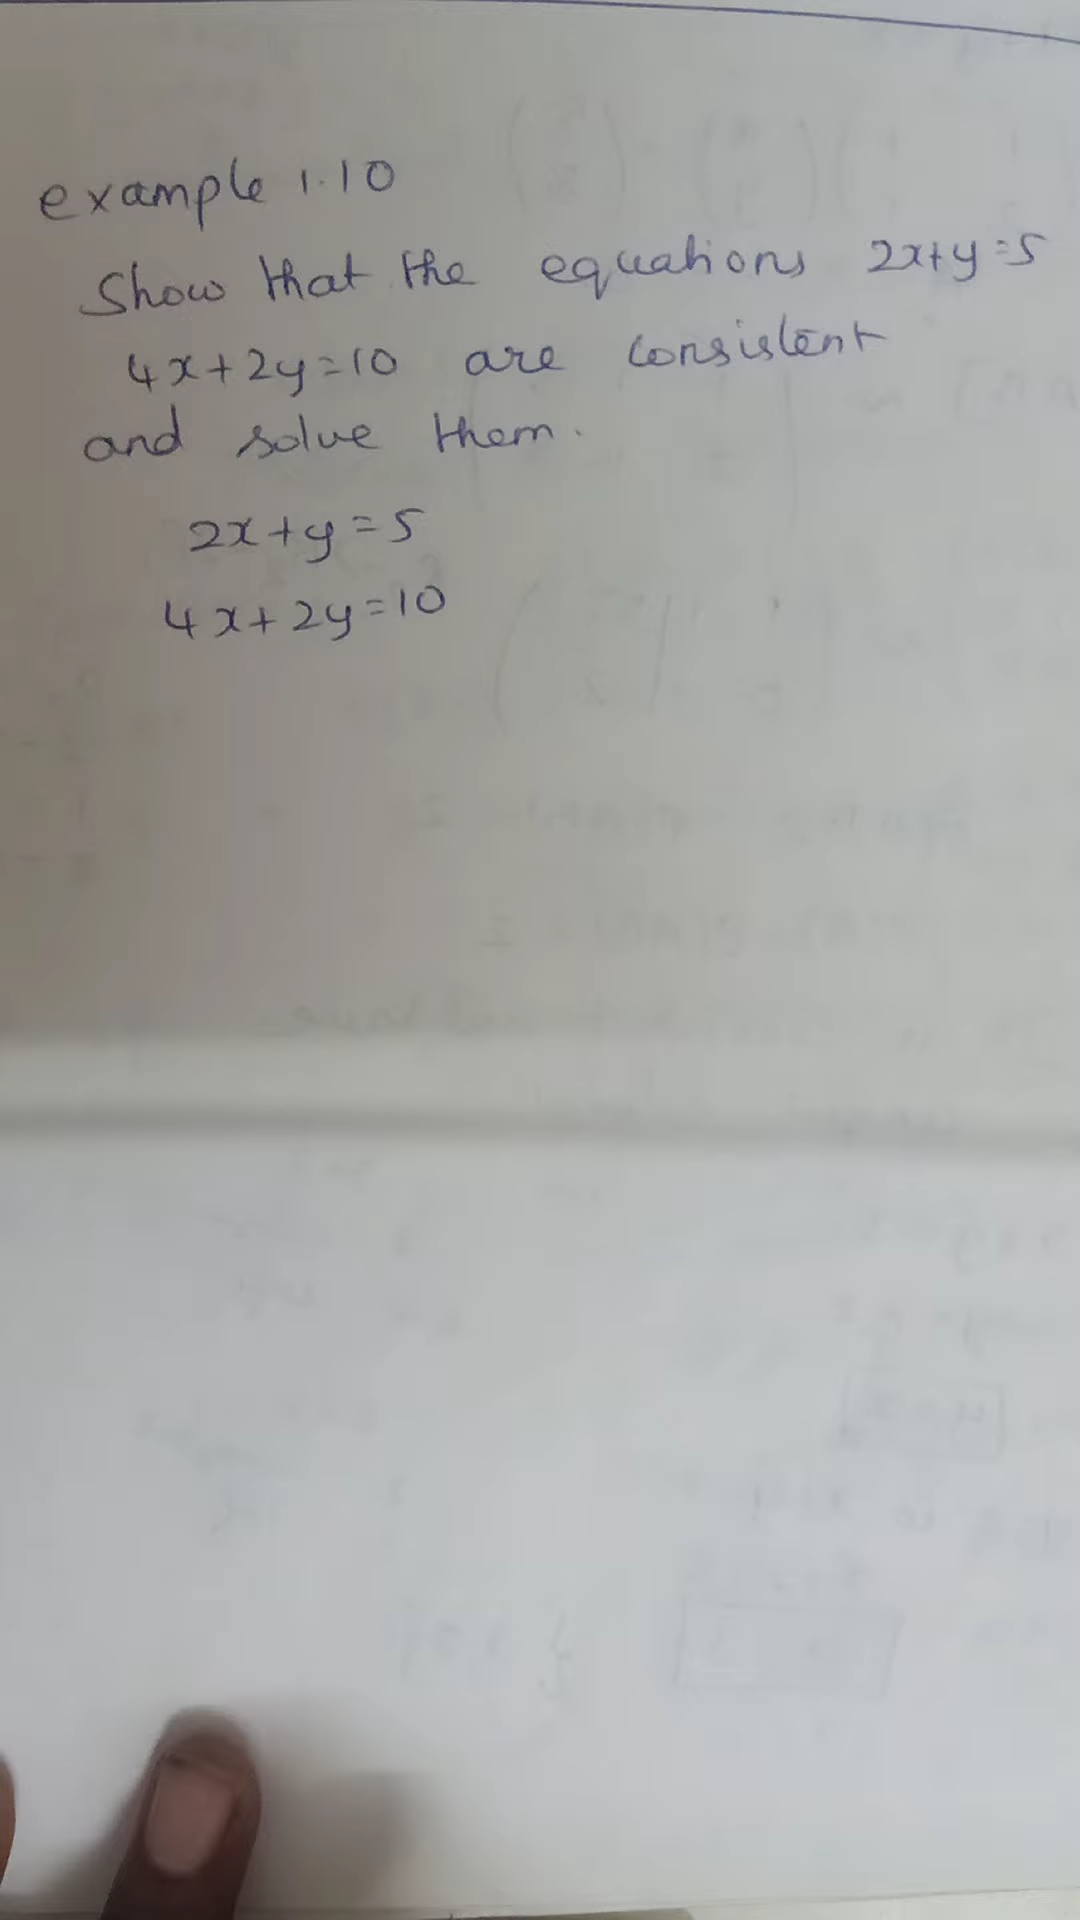 example 1.10
Show that the equations 2x+y=5
4x+2y=10 are consistent
and solve them.
2x+y=5
4x+2y=10